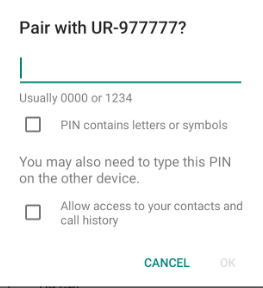 Pair with UR-977777?
Usually 0000 or 1234
PIN contains letters or symbols
You may also need to type this PIN
on the other device.
Allow access to your contacts and
call history
CANCEL
OK